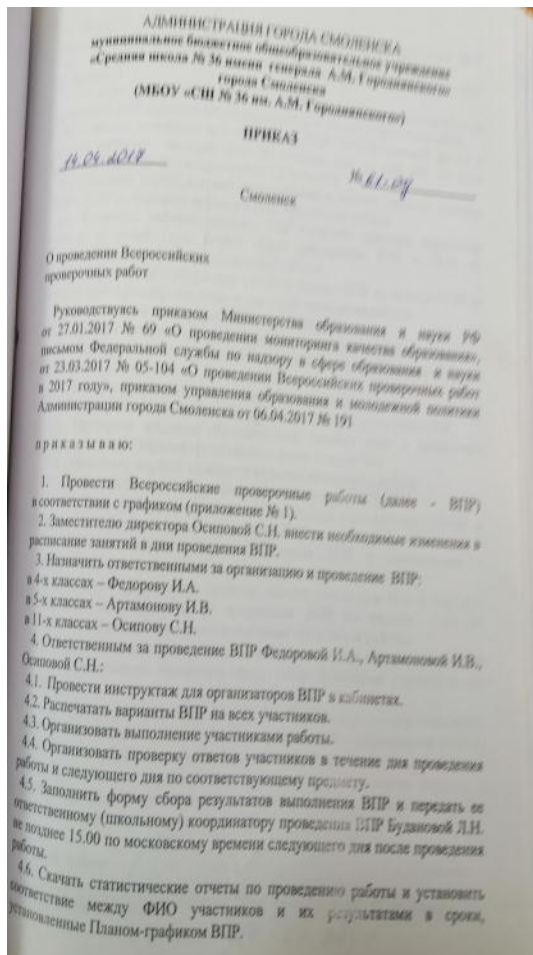 АДМИНИСТРАЦИЯ ГОРОДА СМОЛЕНСКА
муниципальное бюджетное общеобразовательное учреждение
«Средняя школа № 36 имени генерала А.М. Городнянского»
города Смоленска
(МБОУ «СШ № 36 им. А.М. Городнянского»)
ПРИКАЗ
14.04.2017
№ 61-од
Смоленск
О проведении Всероссийских
проверочных работ
Руководствуясь приказом Министерства образования и науки РФ
от 27.01.2017 № 69 «О проведении мониторинга качества образования»,
письмом Федеральной службы по надзору в сфере образования и науки
от 23.03.2017 № 05-104 «О проведении Всероссийских проверочных работ
в 2017 году», приказом управления образования и молодежной политики
Администрации города Смоленска от 06.04.2017 № 191
п р и к а з ы в а ю:
1. Провести Всероссийские проверочные работы (далее - ВПР)
в соответствии с графиком (приложение № 1).
2. Заместителю директора Осиповой С.Н. внести необходимые изменения в
расписание занятий в дни проведения ВПР.
3. Назначить ответственными за организацию и проведение ВПР:
в 4-х классах – Федорову И.А.
в 5-х классах – Артамонову И.В.
в 11-х классах – Осипову С.Н.
4. Ответственным за проведение ВПР Федоровой И.А., Артамоновой И.В.,
Осиповой С.Н.:
4.1. Провести инструктаж для организаторов ВПР в кабинетах.
4.2. Распечатать варианты ВПР на всех участников.
4.3. Организовать выполнение участниками работы.
4.4. Организовать проверку ответов участников в течение дня проведения
работы и следующего дня по соответствующему предмету.
4.5. Заполнить форму сбора результатов выполнения ВПР и передать ее
ответственному (школьному) координатору проведения ВПР Будановой Л.Н.
не позднее 15.00 по московскому времени следующего дня после проведения
работы.
4.6. Скачать статистические отчеты по проведению работы и установить
соответствие между ФИО участников и их результатами в сроки,
установленные Планом-графиком ВПР.